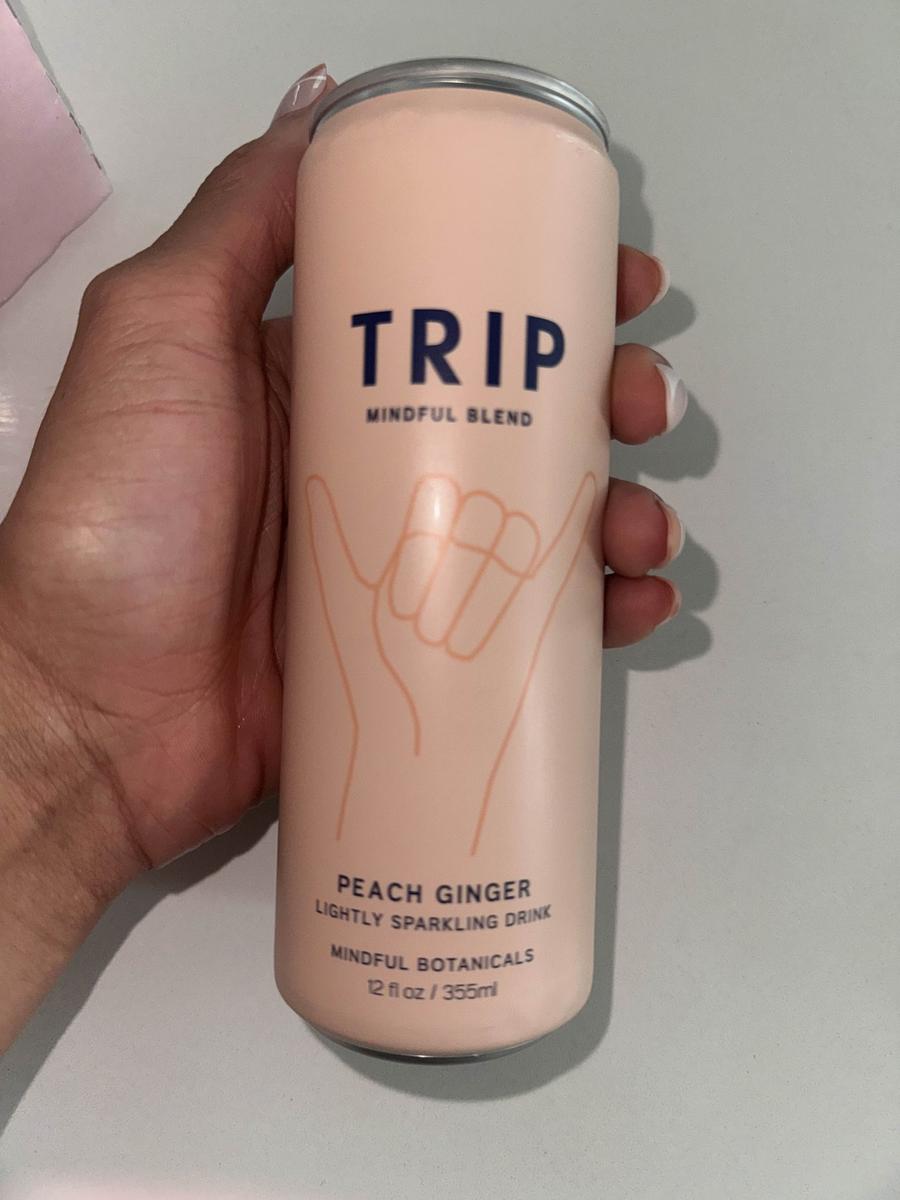 TRIP
MINDFUL BLEND
PEACH GINGER
LIGHTLY SPARKLING DRINK
MINDFUL BOTANICALS
12 fl oz / 355ml